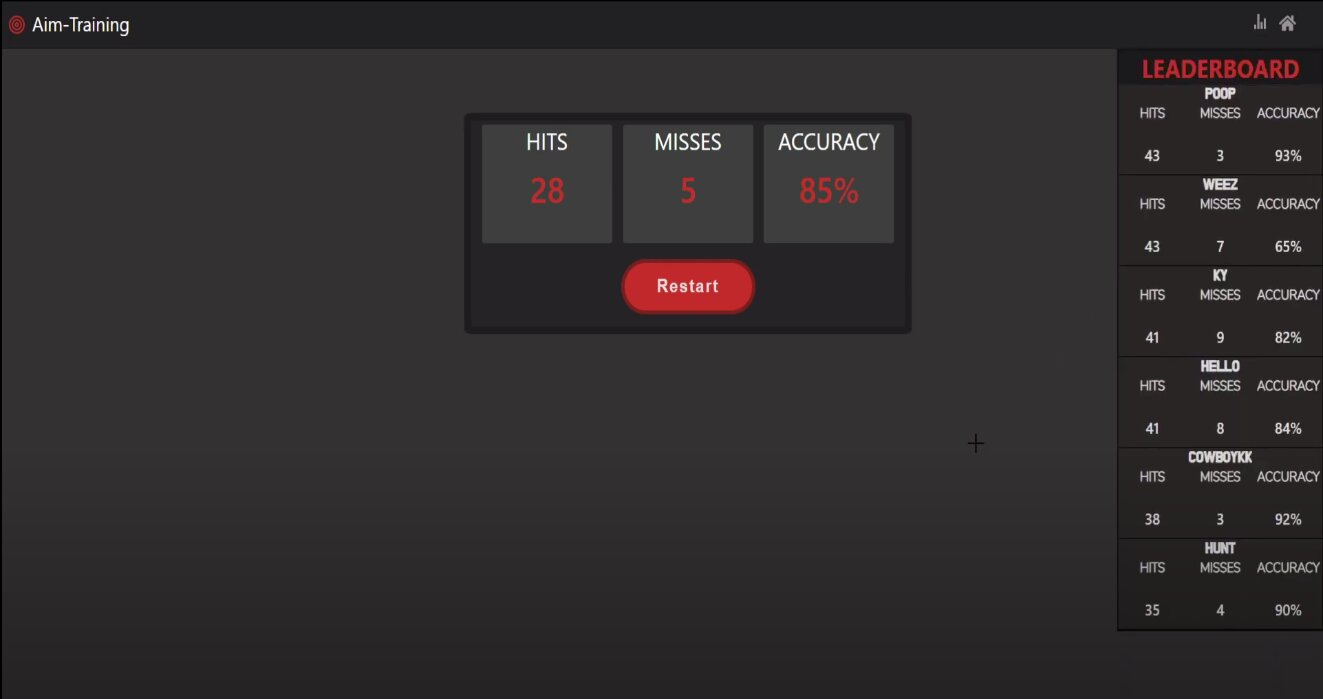 Aim-Training
HITS MISSES ACCURACY
28 5 85%
Restart
LEADERBOARD
POOP
HITS MISSES ACCURACY
43 3 93%
WEEZ
HITS MISSES ACCURACY
43 7 65%
KY
HITS MISSES ACCURACY
41 9 82%
HELLO
HITS MISSES ACCURACY
41 8 84%
COWBOYKK
HITS MISSES ACCURACY
38 3 92%
HUNT
HITS MISSES ACCURACY
35 4 90%